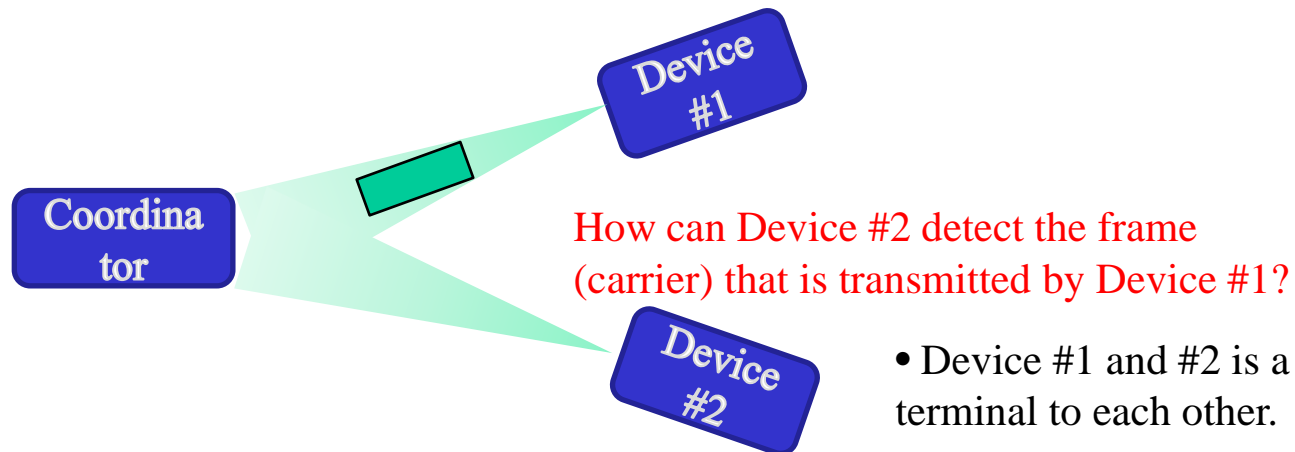 Device
#1
Coordina
tor
How can Device #2 detect the frame
(carrier) that is transmitted by Device #1?
Device
#2
• Device #1 and #2 is a
terminal to each other.